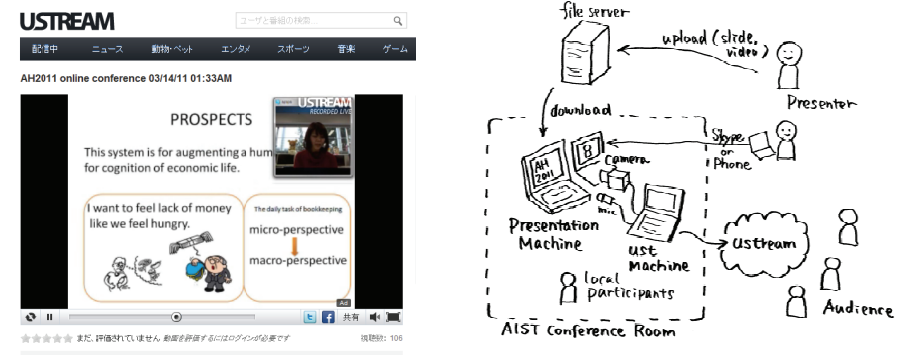 USTREAM
ユーザと番組の検索...
配信中 ニュース 動物・ペット エンタメ スポーツ 音楽 ゲーム
AH2011 online conference 03/14/11 01:33AM
USTREAM
RECORDED LIVE
PROSPECTS
This system is for augmenting a hum
for cognition of economic life.
I want to feel lack of money
like we feel hungry.
The daily task of bookkeeping
micro-perspective
macro-perspective
Ad
共有
まだ、評価されていません 動画を評価するにはログインが必要です
視聴数: 106
file server
upload (slide, video)
Presenter
download
Skype
or
Phone
AH
2011
8
camera
mic
Presentation
Machine
UST
Machine
Ustream
local
participants
Audience
AIST Conference Room